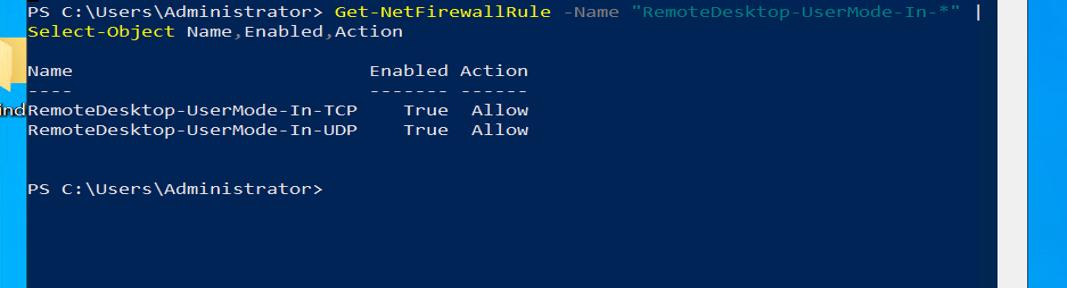 PS C:\Users\Administrator> Get-NetFirewallRule -Name "RemoteDesktop-UserMode-In-*" |
Select-Object Name,Enabled,Action
Name Enabled Action
---- ------- ------
ind
RemoteDesktop-UserMode-In-TCP True Allow
RemoteDesktop-UserMode-In-UDP True Allow
PS C:\Users\Administrator>